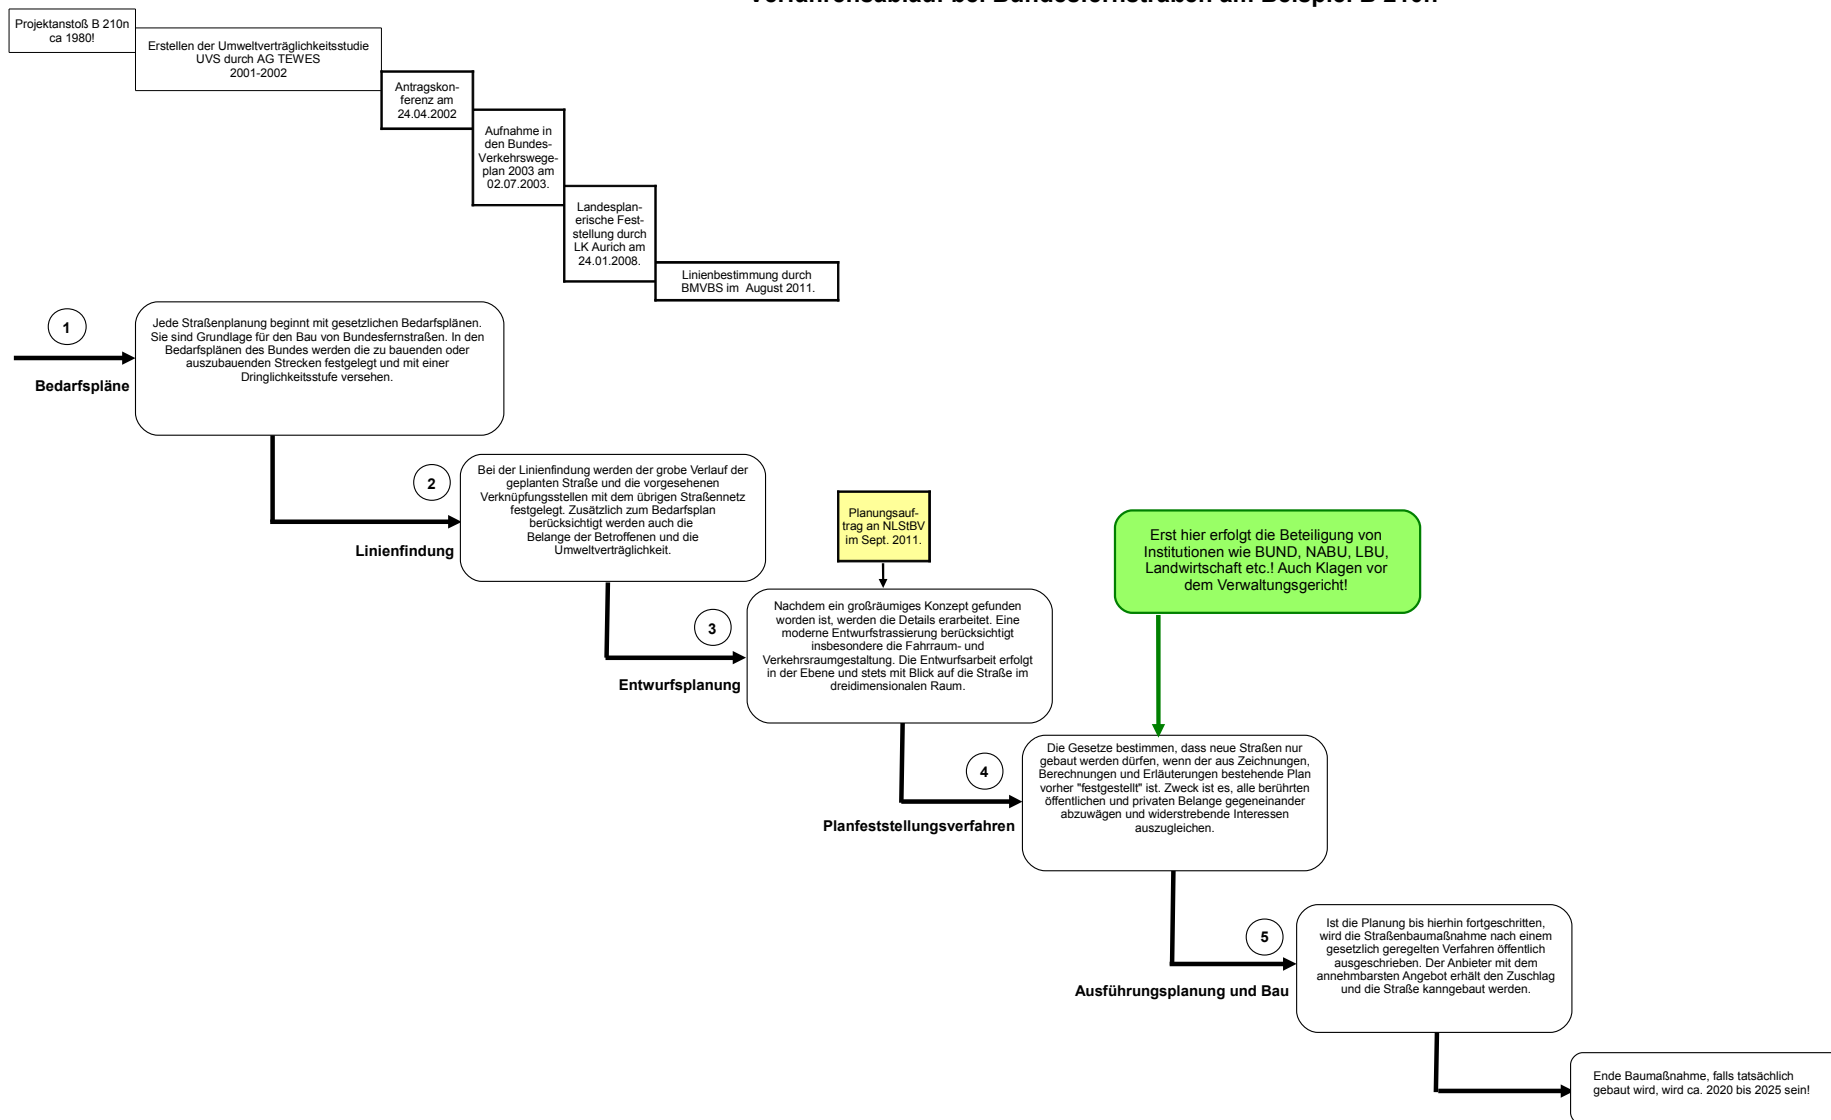 Verfahrensablauf bei Bundesfernstraßen am Beispiel B 210n
Projektanstoß B 210n
ca 1980!
Erstellen der Umweltverträglichkeitsstudie
UVS durch AG TEWES
2001-2002
Antragskon-
ferenz am
24.04.2002
Aufnahme in
den Bundes-
Verkehrswege-
plan 2003 am
02.07.2003.
Landesplan-
erische Fest-
stellung durch
LK Aurich am
24.01.2008.
Linienbestimmung durch
BMVBS im August 2011.
1
Bedarfspläne
Jede Straßenplanung beginnt mit gesetzlichen Bedarfsplänen.
Sie sind Grundlage für den Bau von Bundesfernstraßen. In den
Bedarfsplänen des Bundes werden die zu bauenden oder
auszubauenden Strecken festgelegt und mit einer
Dringlichkeitsstufe versehen.
2
Linienfindung
Bei der Linienfindung werden der grobe Verlauf der
geplanten Straße und die vorgesehenen
Verknüpfungsstellen mit dem übrigen Straßennetz
festgelegt. Zusätzlich zum Bedarfsplan
berücksichtigt werden auch die
Belange der Betroffenen und die
Umweltverträglichkeit.
Planungsauf-
trag an NLStBV
im Sept. 2011.
3
Entwurfsplanung
Nachdem ein großräumiges Konzept gefunden
worden ist, werden die Details erarbeitet. Eine
moderne Entwurfstrassierung berücksichtigt
insbesondere die Fahrraum- und
Verkehrsraumgestaltung. Die Entwurfsarbeit erfolgt
in der Ebene und stets mit Blick auf die Straße im
dreidimensionalen Raum.
Erst hier erfolgt die Beteiligung von
Institutionen wie BUND, NABU, LBU,
Landwirtschaft etc.! Auch Klagen vor
dem Verwaltungsgericht!
4
Planfeststellungsverfahren
Die Gesetze bestimmen, dass neue Straßen nur
gebaut werden dürfen, wenn der aus Zeichnungen,
Berechnungen und Erläuterungen bestehende Plan
vorher "festgestellt" ist. Zweck ist es, alle berührten
öffentlichen und privaten Belange gegeneinander
abzuwägen und widerstrebende Interessen
auszugleichen.
5
Ausführungsplanung und Bau
Ist die Planung bis hierhin fortgeschritten,
wird die Straßenbaumaßnahme nach einem
gesetzlich geregelten Verfahren öffentlich
ausgeschrieben. Der Anbieter mit dem
annehmbarsten Angebot erhält den Zuschlag
und die Straße kanngebaut werden.
Ende Baumaßnahme, falls tatsächlich
gebaut wird, wird ca. 2020 bis 2025 sein!